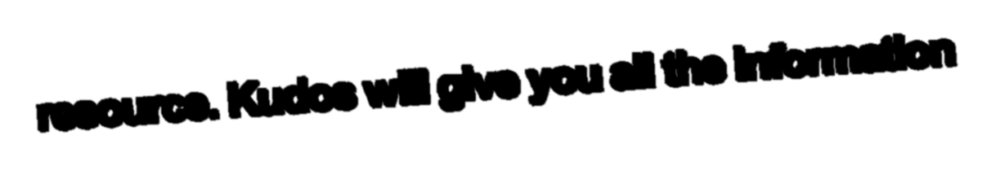 resource. Kudos will give you all the information